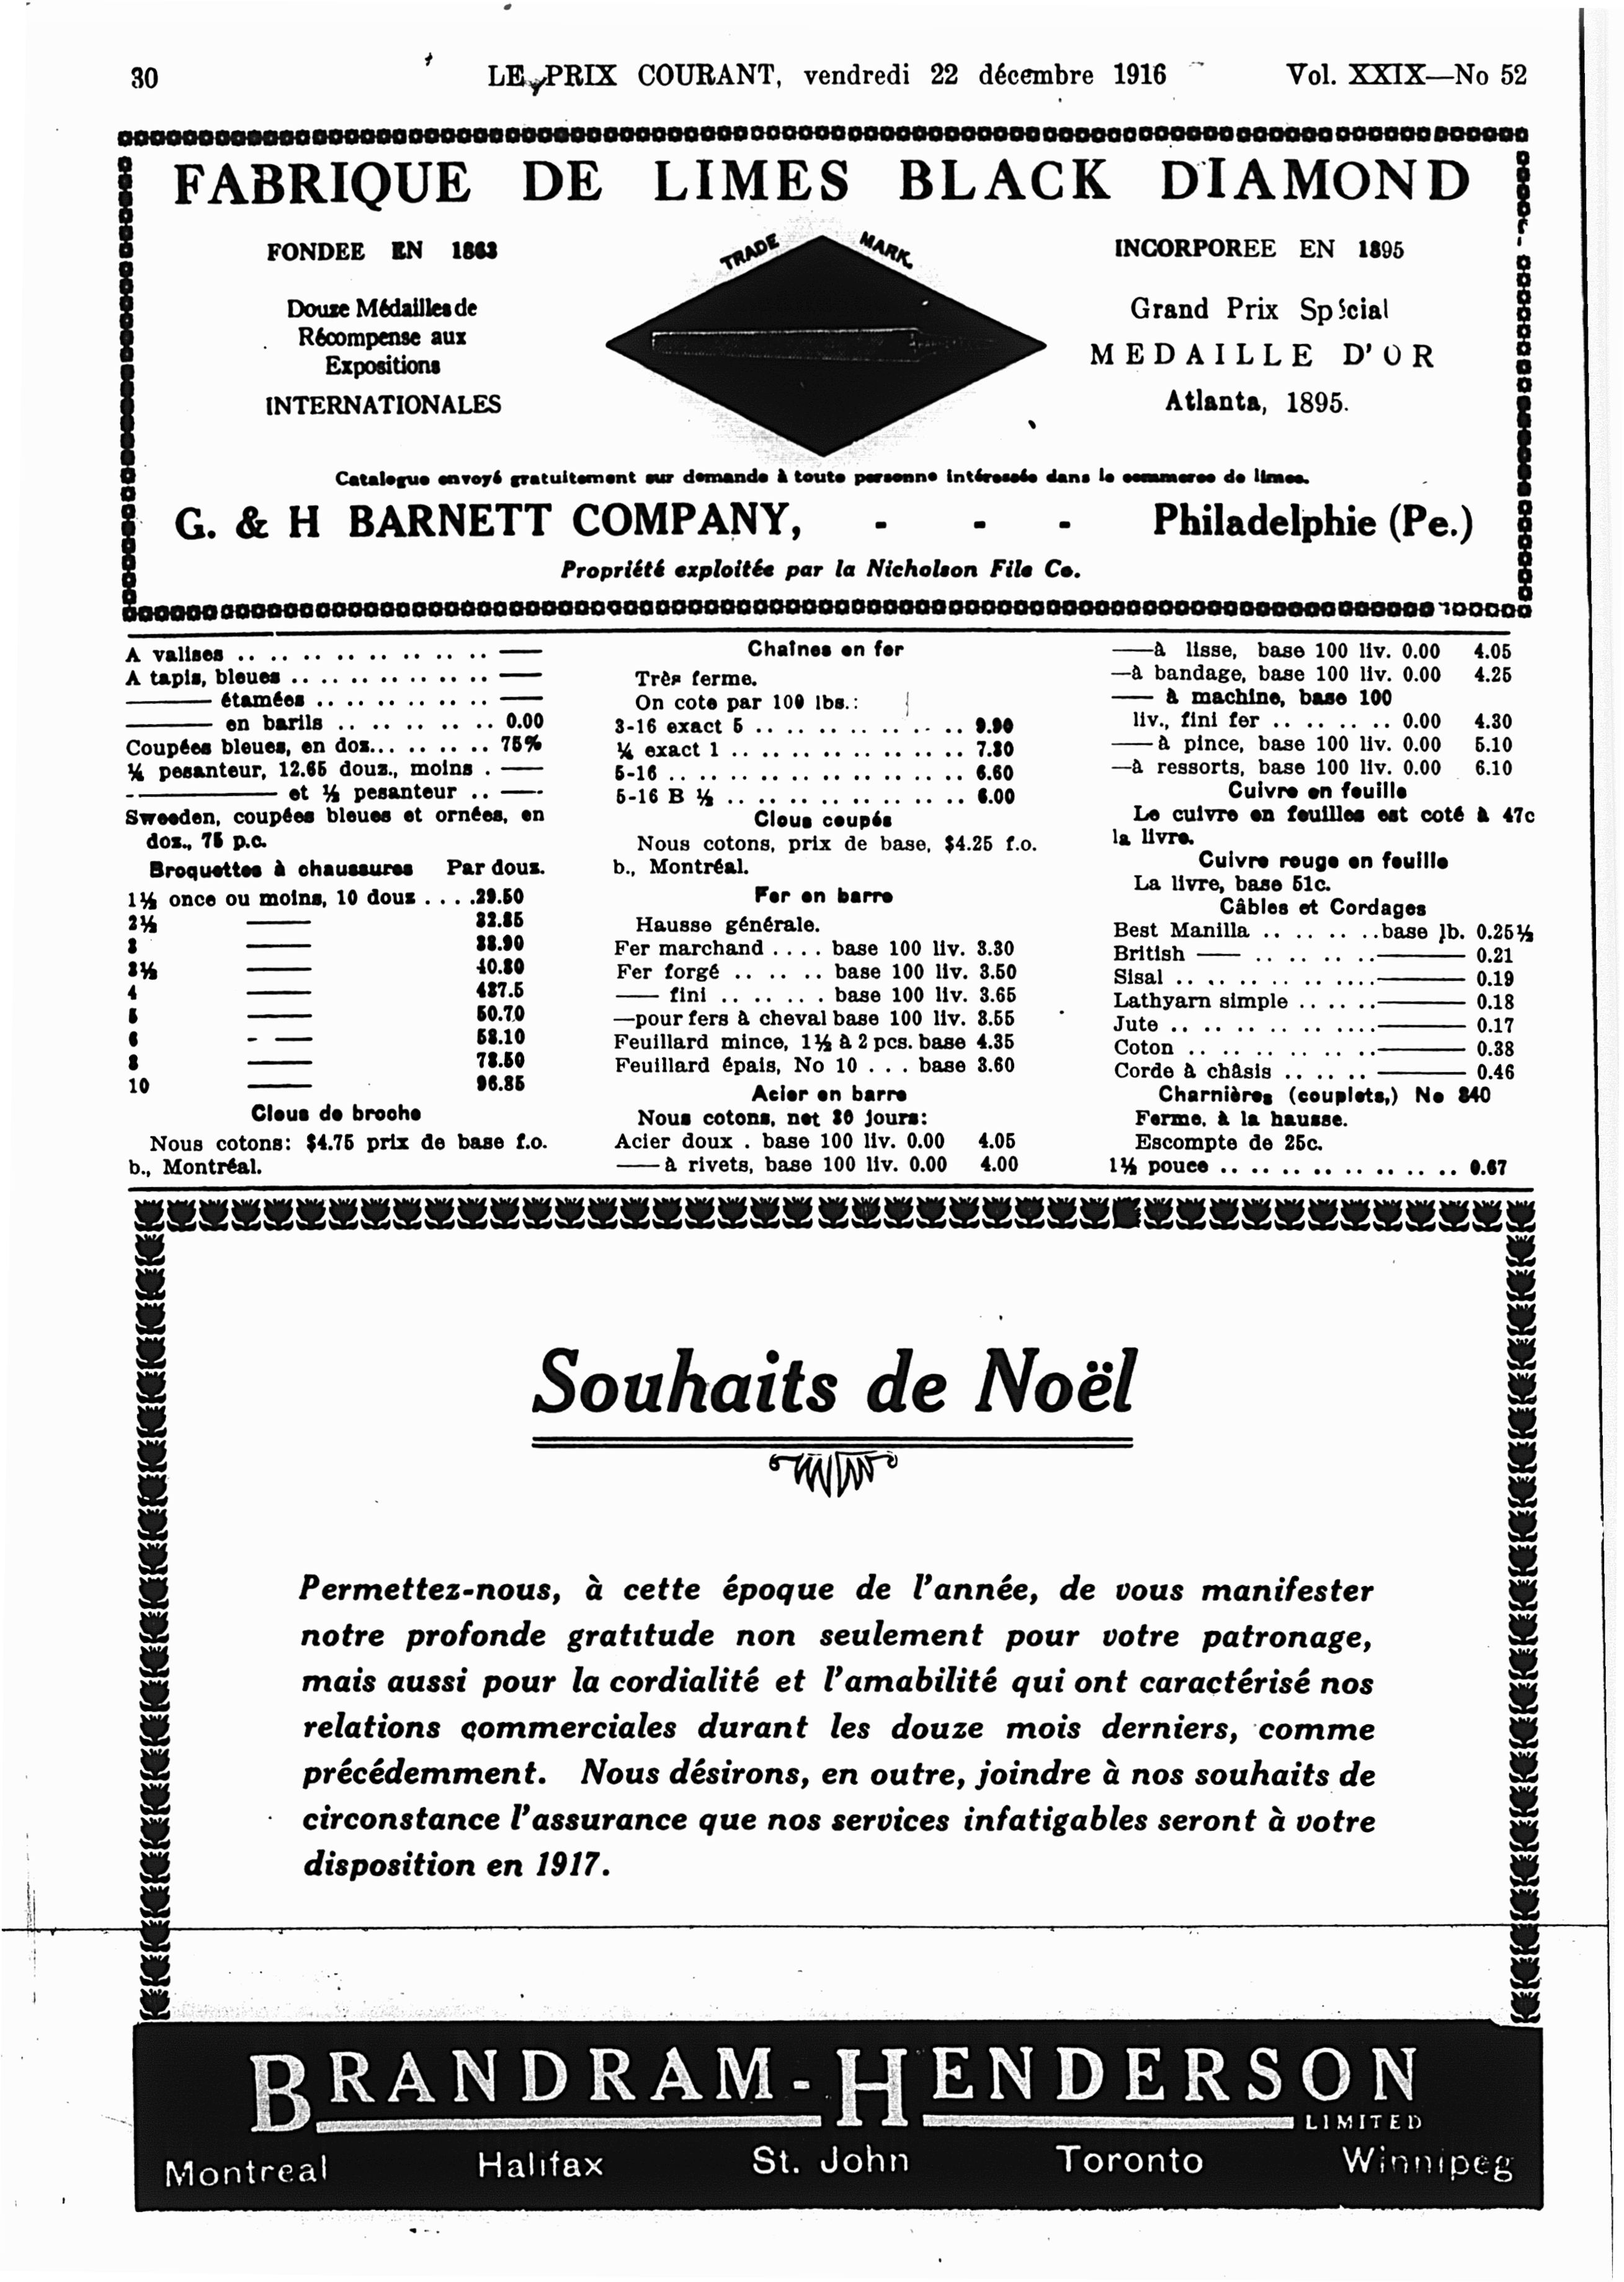 30
LE PRIX COURANT, vendredi 22 décembre 1916
Vol. XXIX—No 52
FABRIQUE DE LIMES BLACK DIAMOND
FONDEE EN 1863
Douze Médailles de
Récompense aux
Expositions
INTERNATIONALES
TRADE MARK.
INCORPOREE EN 1895
Grand Prix Spécial
MEDAILLE D'OR
Atlanta, 1895.
Catalogue envoyé gratuitement sur demande à toute personne intéressée dans le commerce de limes.
G. & H BARNETT COMPANY, - - - Philadelphie (Pe.)
Propriété exploitée par la Nicholson File Co.
A valises .. .. .. .. .. .. .. .. .. .. ——
A tapis, bleues .. .. .. .. .. .. .. .. ——
—— étamées .. .. .. .. .. .. .. ——
—— en barils .. .. .. .. .. .. 0.00
Coupées bleues, en doz... .. .. .. .. 75%
¼ pesanteur, 12.65 douz., moins . ——
—— et ½ pesanteur .. ——
Sweeden, coupées bleues et ornées, en
doz., 75 p.c.
Broquettes à chaussures Par douz.
1½ once ou moins, 10 douz . . . .29.50
2½ —— 32.85
3 —— 38.90
3½ —— 40.80
4 —— 437.5
5 —— 50.70
6 —— 58.10
8 —— 78.50
10 —— 96.85
Clous de broche
Nous cotons: $4.75 prix de base f.o.
b., Montréal.
Chaînes en fer
Très ferme.
On cote par 100 lbs.:
3-16 exact 5 .. .. .. .. .. .. .. .. 9.90
¼ exact 1 .. .. .. .. .. .. .. .. .. 7.80
5-16 .. .. .. .. .. .. .. .. .. .. .. 6.60
5-16 B ½ .. .. .. .. .. .. .. .. .. 6.00
Clous coupés
Nous cotons, prix de base, $4.25 f.o.
b., Montréal.
Fer en barre
Hausse générale.
Fer marchand .... base 100 liv. 3.30
Fer forgé .. .. .. base 100 liv. 3.50
—— fini .. .. .. . base 100 liv. 3.65
—pour fers à cheval base 100 liv. 3.55
Feuillard mince, 1½ à 2 pcs. base 4.35
Feuillard épais, No 10 . . . base 3.60
Acier en barre
Nous cotons, net 30 jours:
Acier doux . base 100 liv. 0.00 4.05
——à rivets, base 100 liv. 0.00 4.00
——à lisse, base 100 liv. 0.00 4.05
—à bandage, base 100 liv. 0.00 4.25
—— à machine, base 100
liv., fini fer .. .. .. .. 0.00 4.30
——à pince, base 100 liv. 0.00 5.10
—à ressorts, base 100 liv. 0.00 6.10
Cuivre en feuille
Le cuivre en feuilles est coté à 47c
la livre.
Cuivre rouge en feuille
La livre, base 51c.
Câbles et Cordages
Best Manilla .. .. .. ..base lb. 0.25½
British —— .. .. .. ..—— 0.21
Sisal .. .. .. .. .. .. ....—— 0.19
Lathyarn simple .. .. ..—— 0.18
Jute .. .. .. .. .. .. ....—— 0.17
Coton .. .. .. .. .. .. ..—— 0.38
Corde à châsis .. .. .. —— 0.46
Charnières (couplets,) No 840
Ferme, à la hausse.
Escompte de 25c.
1½ pouce .. .. .. .. .. .. .. .. .. 0.67
Souhaits de Noël
Permettez-nous, à cette époque de l'année, de vous manifester
notre profonde gratitude non seulement pour votre patronage,
mais aussi pour la cordialité et l'amabilité qui ont caractérisé nos
relations commerciales durant les douze mois derniers, comme
précédemment. Nous désirons, en outre, joindre à nos souhaits de
circonstance l'assurance que nos services infatigables seront à votre
disposition en 1917.
BRANDRAM-HENDERSON
LIMITED
Montreal Halifax St. John Toronto Winnipeg